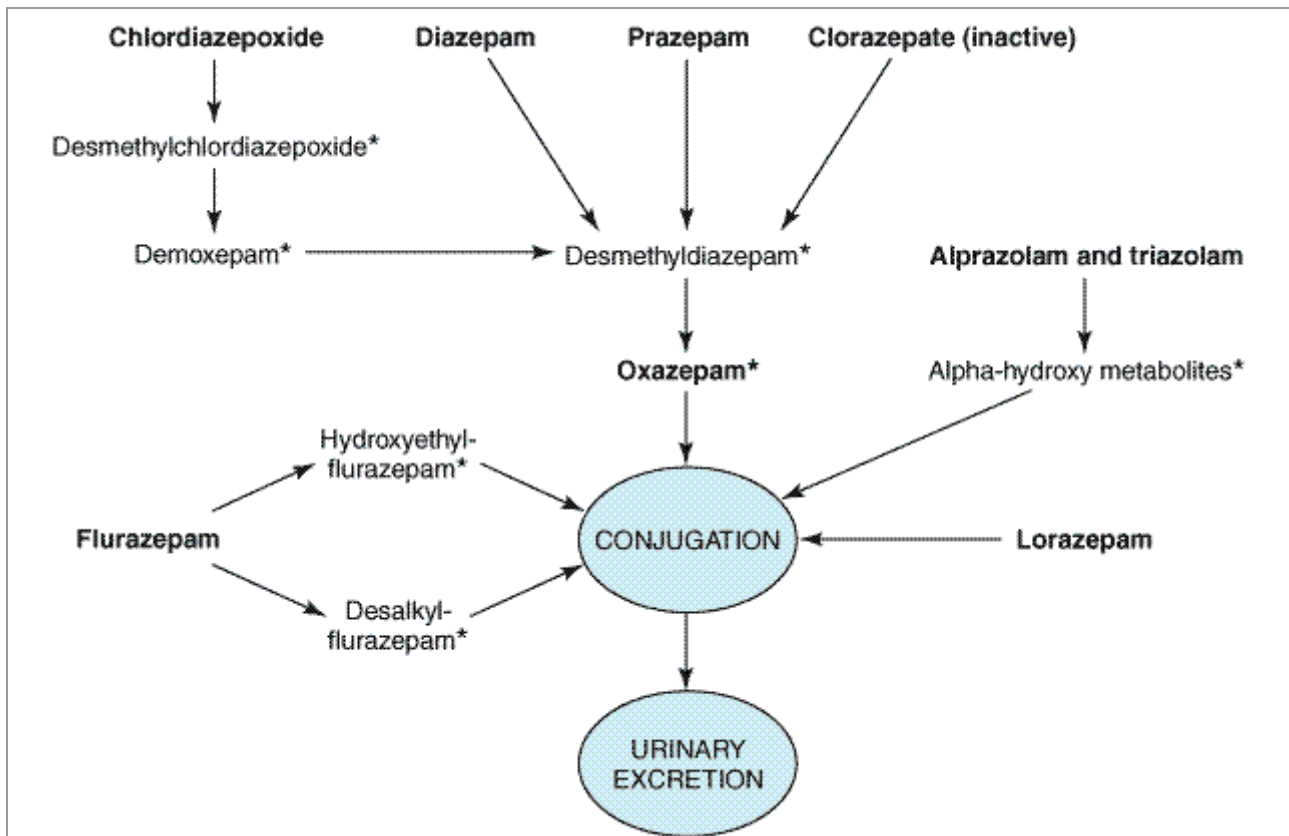 Chlordiazepoxide Diazepam Prazepam Clorazepate (inactive)
Desmethylchlordiazepoxide*
Demoxepam* Desmethyldiazepam* Alprazolam and triazolam
Oxazepam* Alpha-hydroxy metabolites*
Hydroxyethyl-
flurazepam*
Flurazepam CONJUGATION Lorazepam
Desalkyl-
flurazepam*
URINARY
EXCRETION